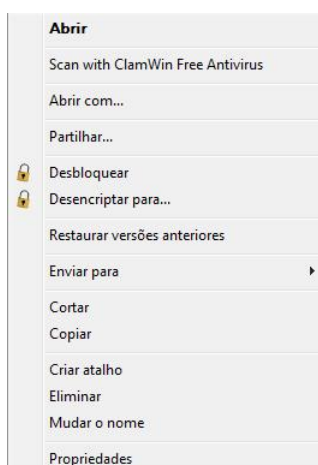 Abrir
Scan with ClamWin Free Antivirus
Abrir com...
Partilhar...
Desbloquear
Desencriptar para...
Restaurar versões anteriores
Enviar para
Cortar
Copiar
Criar atalho
Eliminar
Mudar o nome
Propriedades